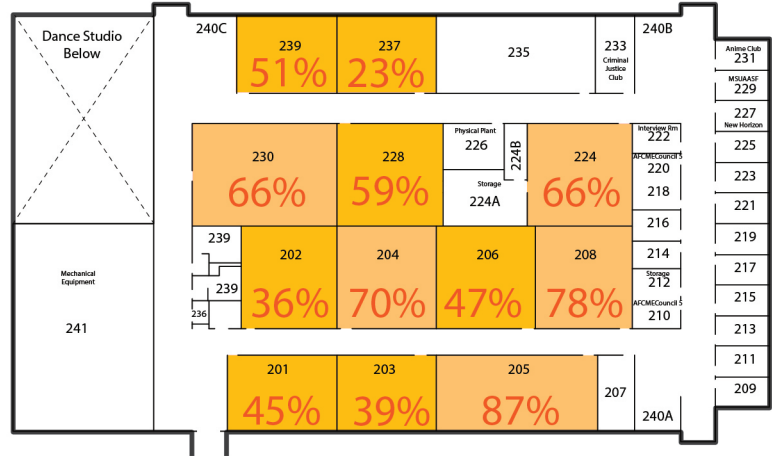 Dance Studio
Below
240C
239
51%
237
23%
235
233
Criminal
Justice
Club
240B
Anime Club
231
MSUAASF
229
227
New Horizon
225
223
221
219
217
215
213
211
209
230
66%
228
59%
Physical Plant
226
224B
Storage
224A
224
66%
Interview Rm
222
AFCMECouncil 5
220
218
216
214
Storage
212
AFCMECouncil 5
210
239
239
236
202
36%
204
70%
206
47%
208
78%
Mechanical
Equipment
241
201
45%
203
39%
205
87%
207
240A